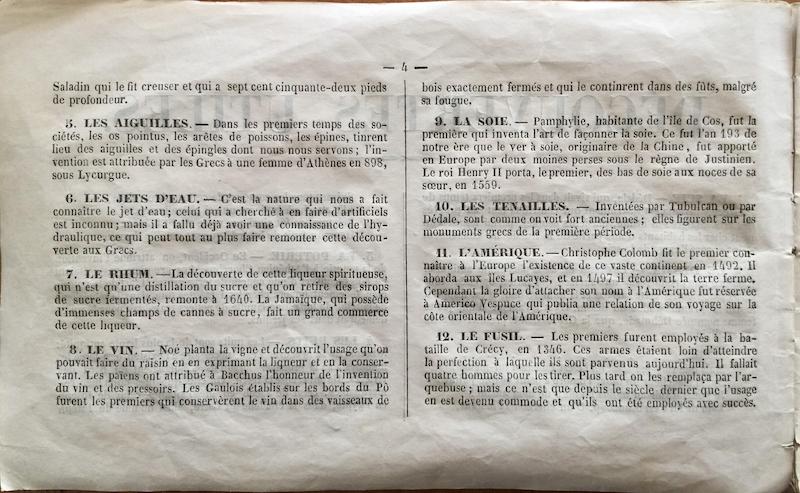 — 4 —
Saladin qui le fit creuser et qui a sept cent cinquante-deux pieds
de profondeur.
5. LES AIGUILLES. — Dans les premiers temps des so-
ciétés, les os pointus, les arêtes de poissons, les épines, tinrent
lieu des aiguilles et des épingles dont nous nous servons ; l'in-
vention est attribuée par les Grecs à une femme d'Athènes en 898,
sous Lycurgue.
6. LES JETS D'EAU. — C'est la nature qui nous a fait
connaître le jet d'eau ; celui qui a cherché à en faire d'artificiels
est inconnu ; mais il a fallu déjà avoir une connaissance de l'hy-
draulique, ce qui peut tout au plus faire remonter cette décou-
verte aux Grecs.
7. LE RHUM. — La découverte de cette liqueur spiritueuse,
qui n'est qu'une distillation du sucre et qu'on retire des sirops
de sucre fermentés, remonte à 1640. La Jamaïque, qui possède
d'immenses champs de cannes à sucre, fait un grand commerce
de cette liqueur.
8. LE VIN. — Noé planta la vigne et découvrit l'usage qu'on
pouvait faire du raisin en en exprimant la liqueur et en la conser-
vant. Les païens ont attribué à Bacchus l'honneur de l'invention
du vin et des pressoirs. Les Gaulois établis sur les bords du Pô
furent les premiers qui conservèrent le vin dans des vaisseaux de
bois exactement fermés et qui le continrent dans des fûts, malgré
sa fougue.
9. LA SOIE. — Pamphylie, habitante de l'île de Cos, fut la
première qui inventa l'art de façonner la soie. Ce fut l'an 193 de
notre ère que le ver à soie, originaire de la Chine, fut apporté
en Europe par deux moines perses sous le règne de Justinien.
Le roi Henry II porta, le premier, des bas de soie aux noces de sa
sœur, en 1559.
10. LES TENAILLES. — Inventées par Tubulcan ou par
Dédale, sont comme on voit fort anciennes ; elles figurent sur les
monuments grecs de la première période.
11. L'AMÉRIQUE. — Christophe Colomb fit le premier con-
naître à l'Europe l'existence de ce vaste continent en 1492. Il
aborda aux îles Lucayes, et en 1497 il découvrit la terre ferme.
Cependant la gloire d'attacher son nom à l'Amérique fut réservée
à Americo Vespuce qui publia une relation de son voyage sur la
côte orientale de l'Amérique.
12. LE FUSIL. — Les premiers furent employés à la ba-
taille de Crécy, en 1346. Ces armes étaient loin d'atteindre
la perfection à laquelle ils sont parvenus aujourd'hui. Il fallait
quatre hommes pour les tirer. Plus tard on les remplaça par l'ar-
quebuse ; mais ce n'est que depuis le siècle dernier que l'usage
en est devenu commode et qu'ils ont été employés avec succès.